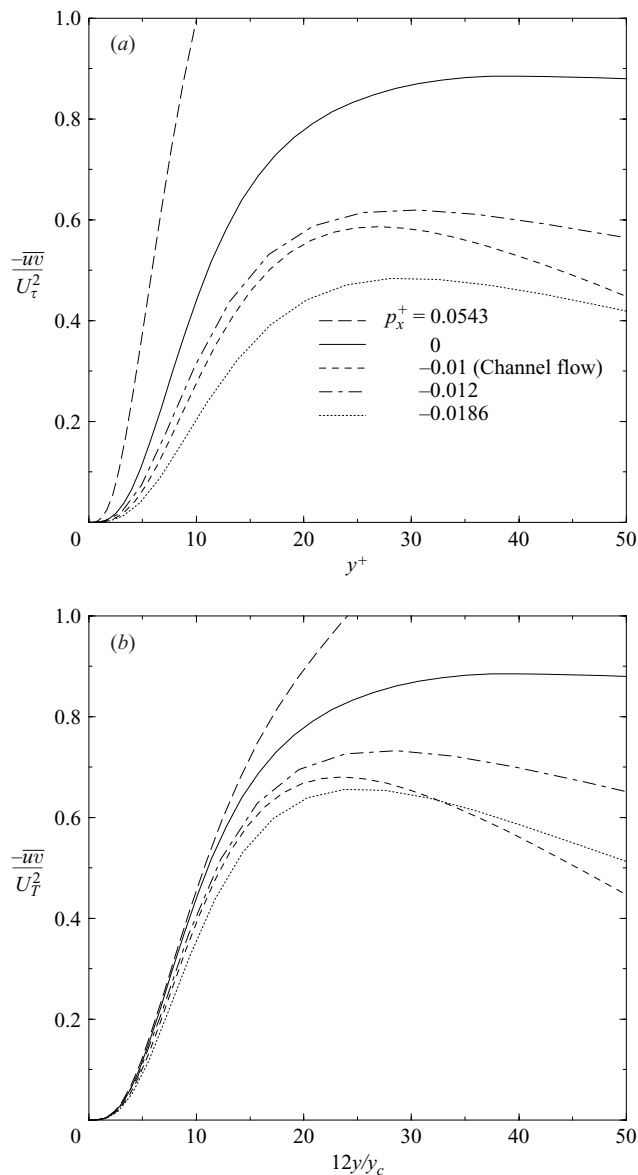 1.0
(a)
0.8
0.6
−u̅v̅
U_τ^2
0.4
p_x^+ = 0.0543
0
–0.01 (Channel flow)
–0.012
–0.0186
0.2
0 10 20 30 40 50
y^+
1.0
(b)
0.8
0.6
−u̅v̅
U_T^2
0.4
0.2
0 10 20 30 40 50
12y/y_c